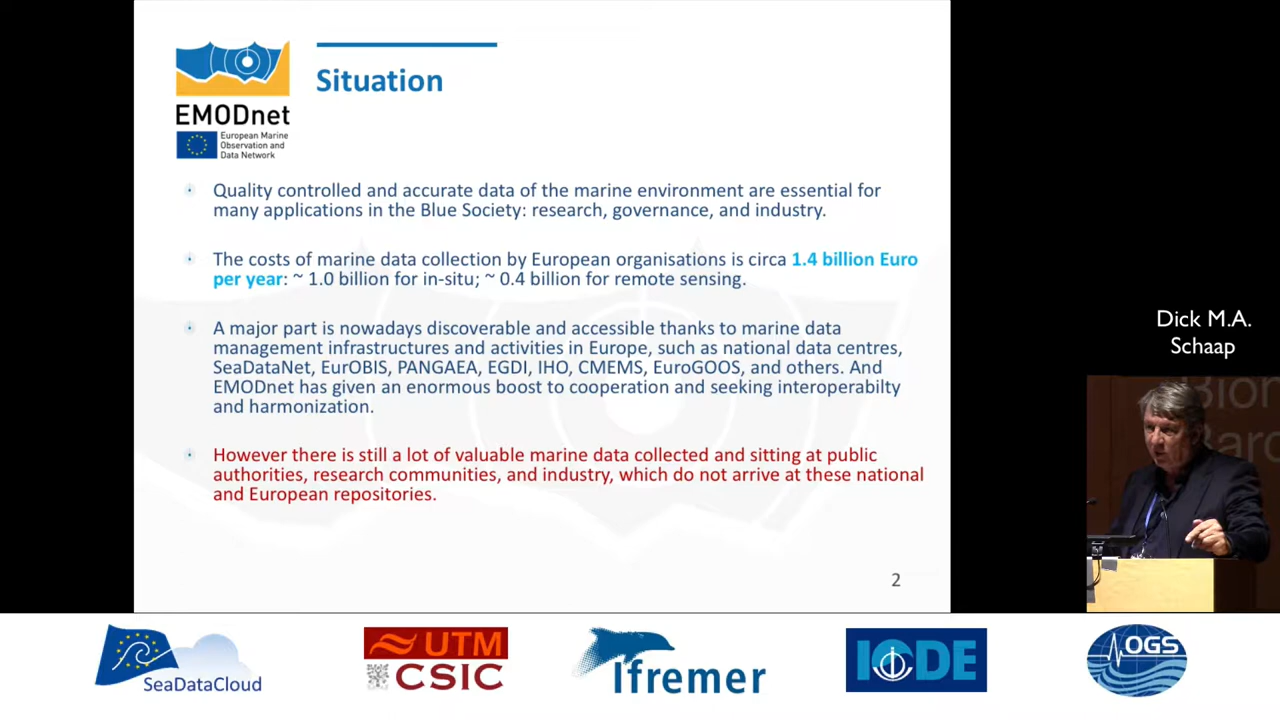 Situation
EMODnet
European Marine
Observation and
Data Network
Quality controlled and accurate data of the marine environment are essential for
many applications in the Blue Society: research, governance, and industry.
The costs of marine data collection by European organisations is circa 1.4 billion Euro
per year: ~ 1.0 billion for in-situ; ~ 0.4 billion for remote sensing.
A major part is nowadays discoverable and accessible thanks to marine data
management infrastructures and activities in Europe, such as national data centres,
SeaDataNet, EurOBIS, PANGAEA, EGDI, IHO, CMEMS, EuroGOOS, and others. And
EMODnet has given an enormous boost to cooperation and seeking interoperabilty
and harmonization.
However there is still a lot of valuable marine data collected and sitting at public
authorities, research communities, and industry, which do not arrive at these national
and European repositories.
2
Dick M.A.
Schaap
SeaDataCloud
UTM
CSIC
Ifremer
IODE
OGS